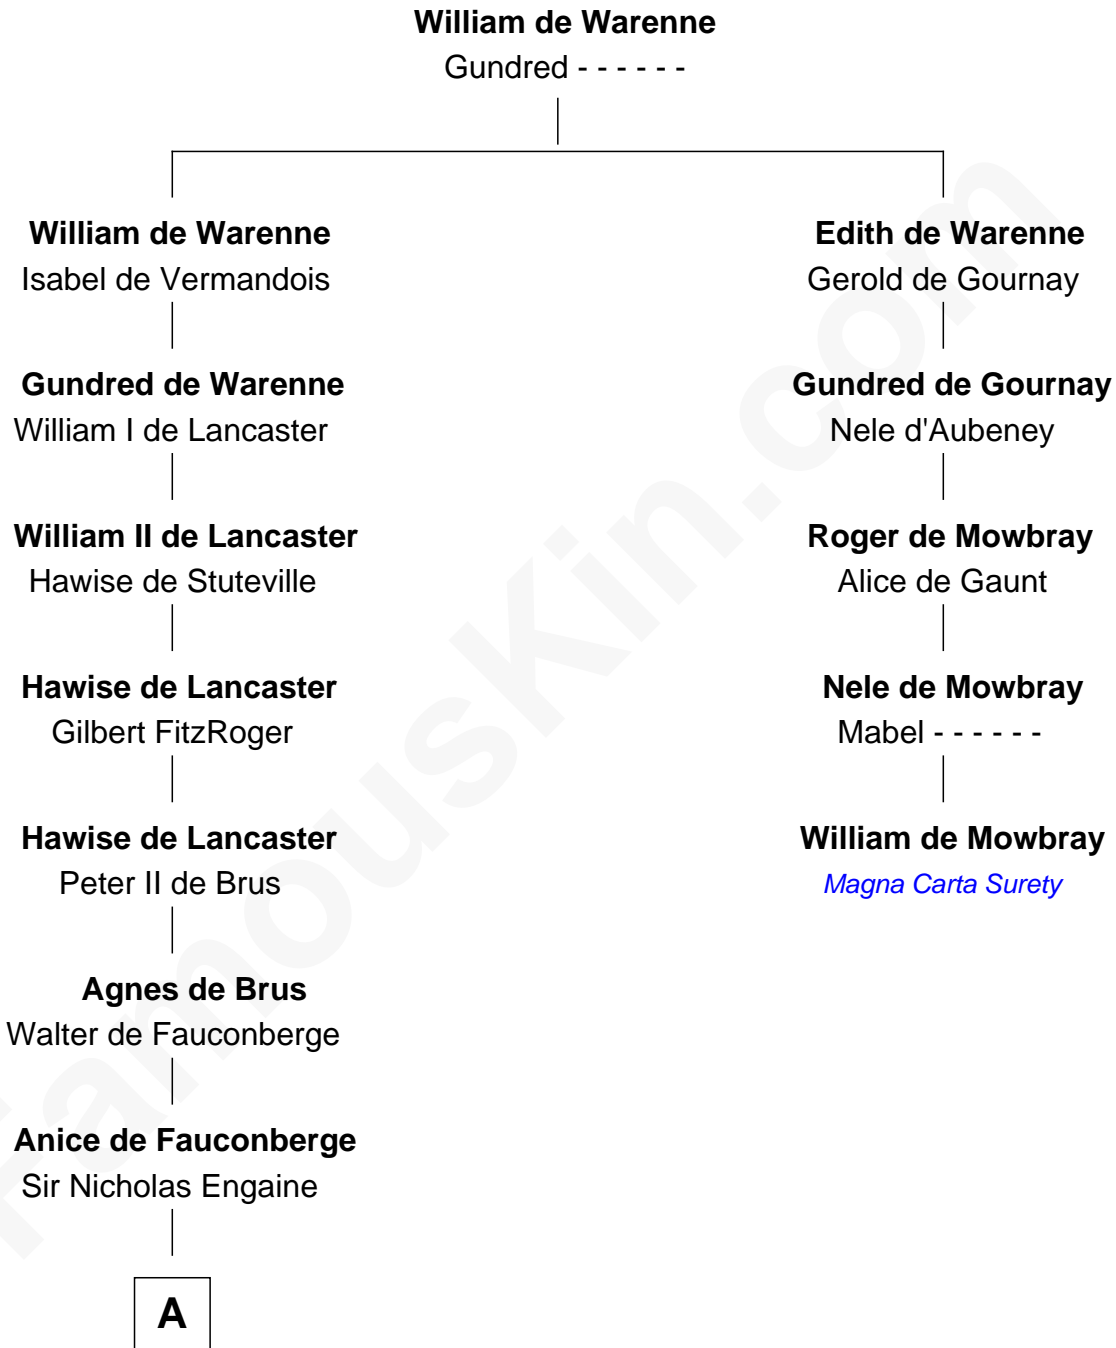 William de Warenne
Gundred - - - - - -
William de Warenne
Isabel de Vermandois
Edith de Warenne
Gerold de Gournay
Gundred de Warenne
William I de Lancaster
Gundred de Gournay
Nele d'Aubeney
William II de Lancaster
Hawise de Stuteville
Roger de Mowbray
Alice de Gaunt
Hawise de Lancaster
Gilbert FitzRoger
Nele de Mowbray
Mabel - - - - - -
Hawise de Lancaster
Peter II de Brus
William de Mowbray
Magna Carta Surety
Agnes de Brus
Walter de Fauconberge
Anice de Fauconberge
Sir Nicholas Engaine
A
FamousKin.com